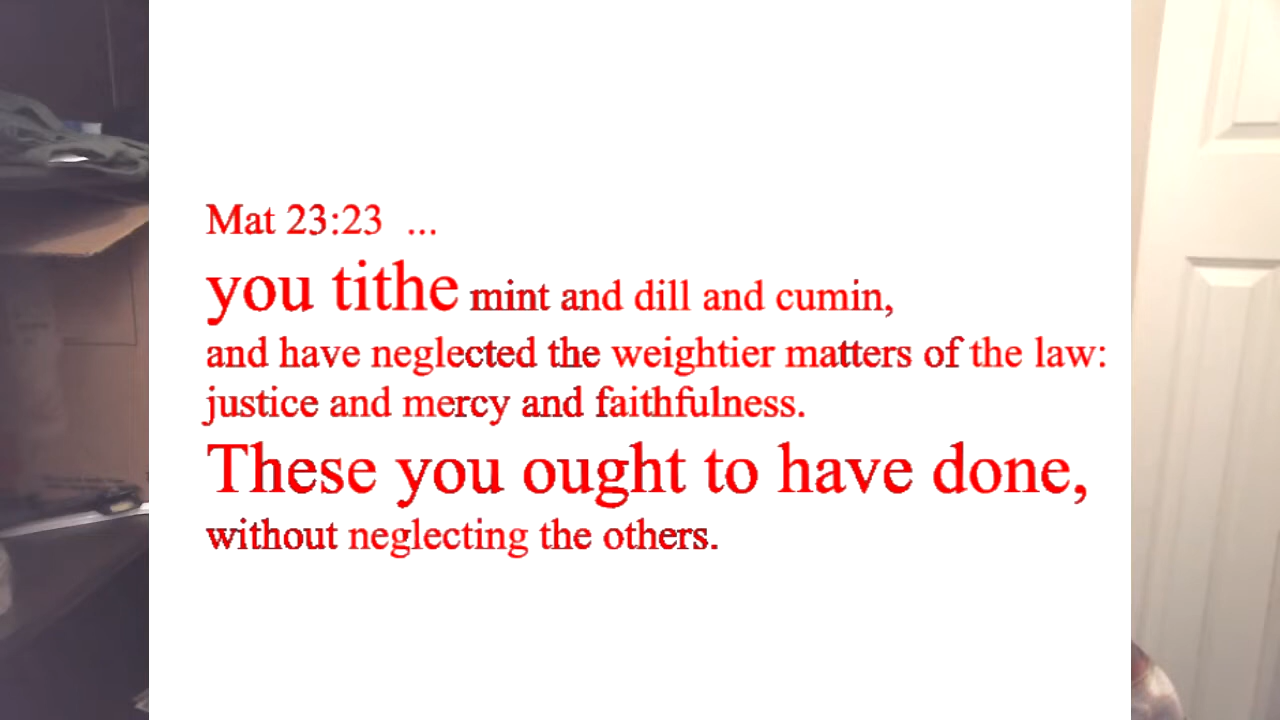 Mat 23:23 ...
you tithe mint and dill and cumin,
and have neglected the weightier matters of the law:
justice and mercy and faithfulness.
These you ought to have done,
without neglecting the others.